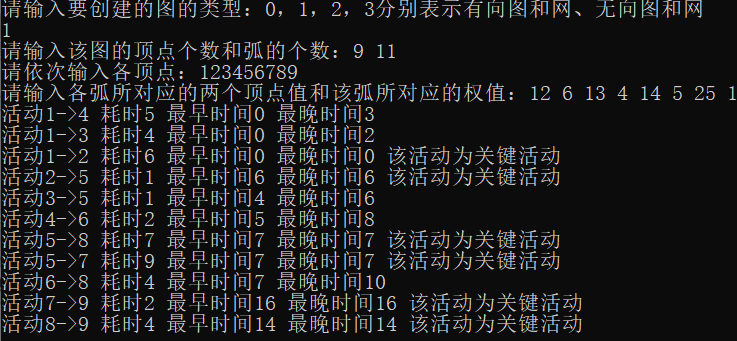 请输入要创建的图的类型：0，1，2，3分别表示有向图和网、无向图和网
1
请输入该图的顶点个数和弧的个数：9 11
请依次输入各顶点：123456789
请输入各弧所对应的两个顶点值和该弧所对应的权值：12 6 13 4 14 5 25 1
活动1->4 耗时5 最早时间0 最晚时间3
活动1->3 耗时4 最早时间0 最晚时间2
活动1->2 耗时6 最早时间0 最晚时间0 该活动为关键活动
活动2->5 耗时1 最早时间6 最晚时间6 该活动为关键活动
活动3->5 耗时1 最早时间4 最晚时间6
活动4->6 耗时2 最早时间5 最晚时间8
活动5->8 耗时7 最早时间7 最晚时间7 该活动为关键活动
活动5->7 耗时9 最早时间7 最晚时间7 该活动为关键活动
活动6->8 耗时4 最早时间7 最晚时间10
活动7->9 耗时2 最早时间16 最晚时间16 该活动为关键活动
活动8->9 耗时4 最早时间14 最晚时间14 该活动为关键活动